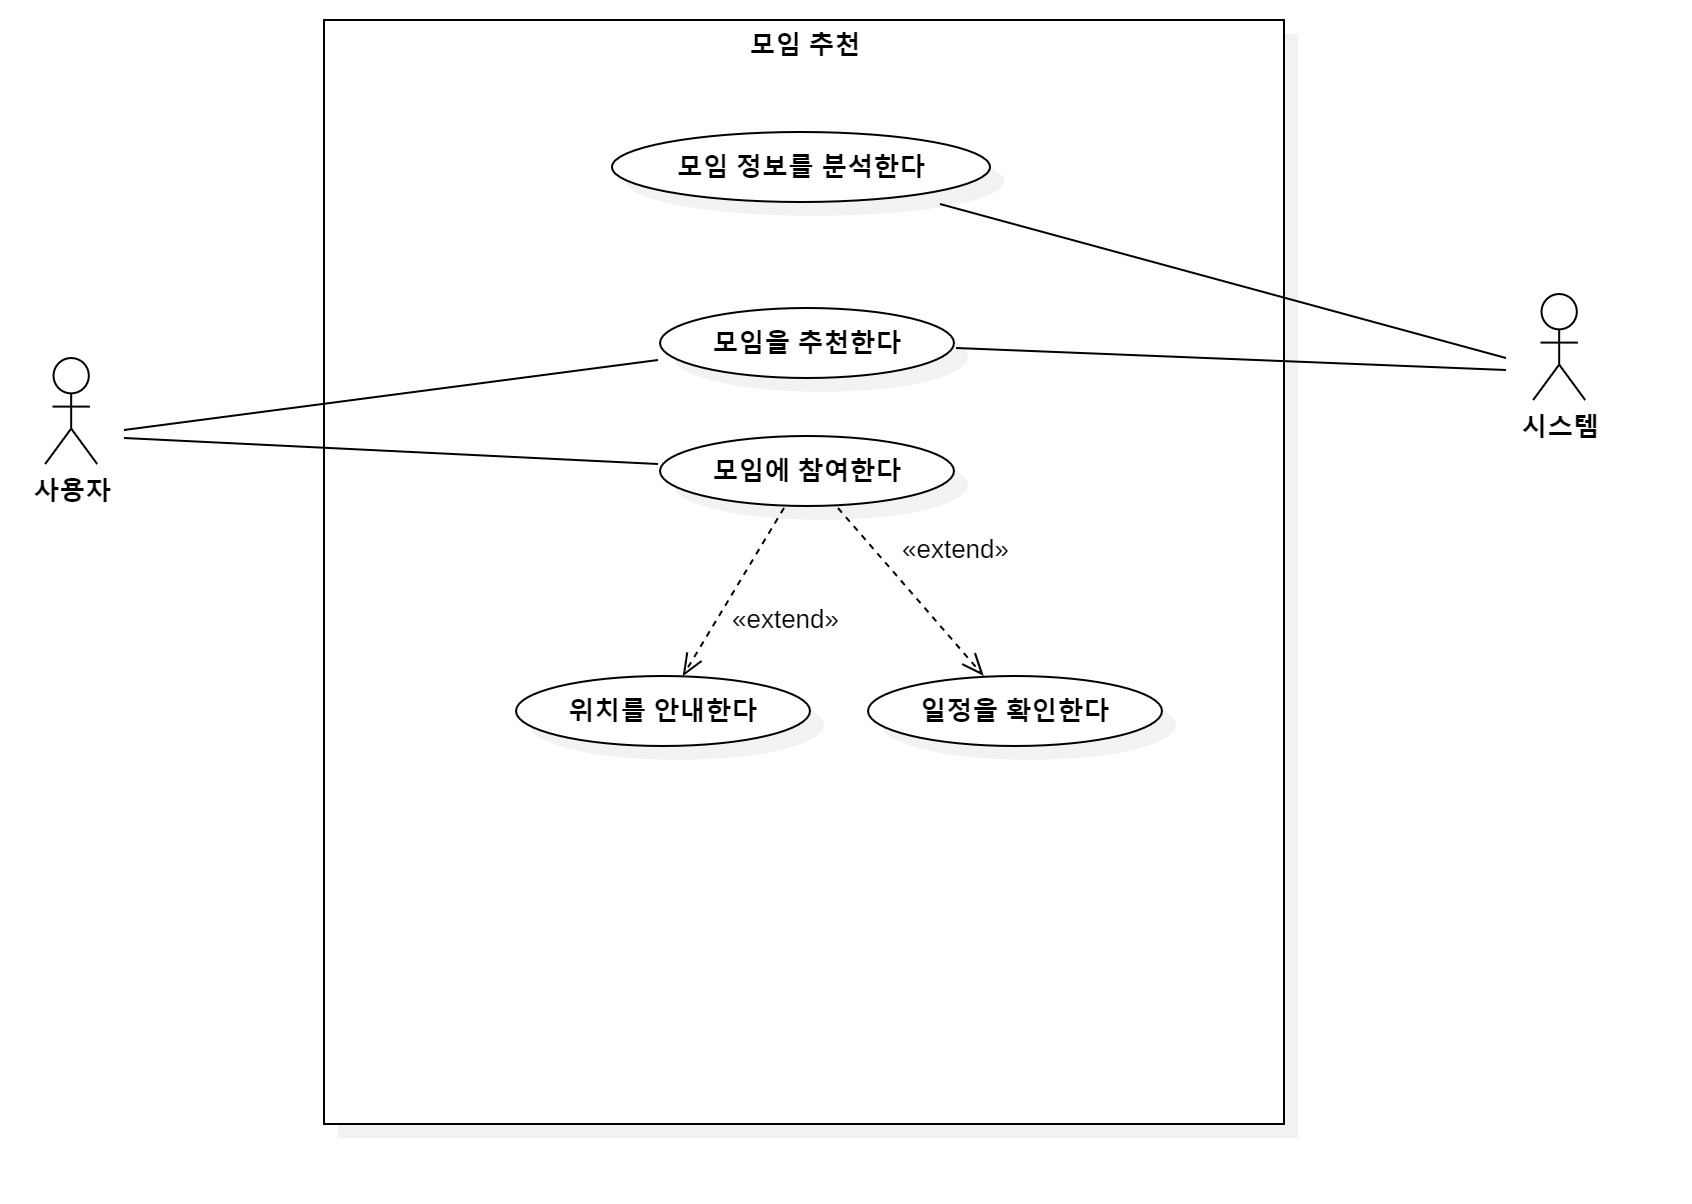 모임 추천
모임 정보를 분석한다
모임을 추천한다
시스템
모임에 참여한다
사용자
«extend»
«extend»
위치를 안내한다
일정을 확인한다